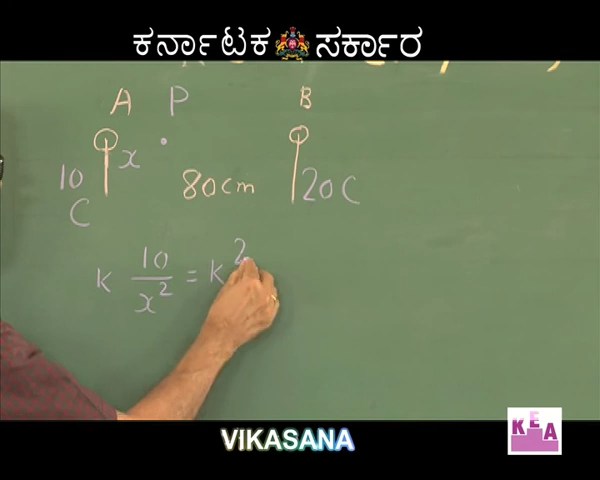 ಕರ್ನಾಟಕ ಸರ್ಕಾರ
A P B
x
10 C 80cm 20C
K 10/x² = K 2
VIKASANA
KEA